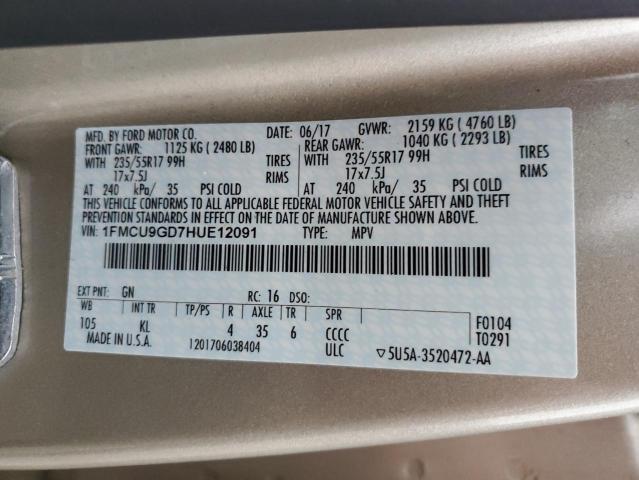 MFD. BY FORD MOTOR CO. DATE: 06/17 GVWR: 2159 KG ( 4760 LB)
FRONT GAWR: 1125 KG ( 2480 LB) REAR GAWR: 1040 KG ( 2293 LB)
WITH 235/55R17 99H TIRES WITH 235/55R17 99H TIRES
17x7.5J RIMS 17x7.5J RIMS
AT 240 kPa/ 35 PSI COLD AT 240 kPa/ 35 PSI COLD
THIS VEHICLE CONFORMS TO ALL APPLICABLE FEDERAL MOTOR VEHICLE SAFETY AND THEFT
PREVENTION STANDARDS IN EFFECT ON THE DATE OF MANUFACTURE SHOWN ABOVE.
VIN: 1FMCU9GD7HUE12091 TYPE: MPV
EXT PNT: GN RC: 16 DSO:
WB INT TR TP/PS R AXLE TR SPR F0104
105 KL 4 35 6 CCCC T0291
MADE IN U.S.A. 1201706038404 ULC ▽5U5A-3520472-AA